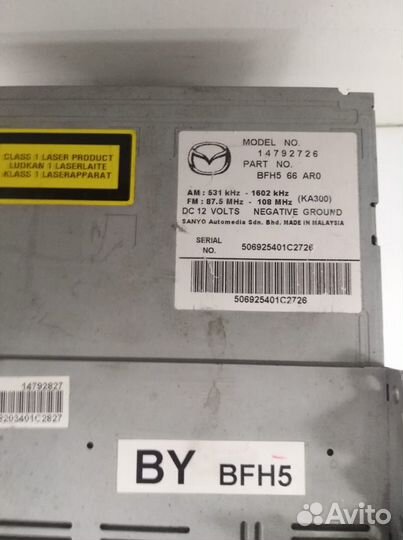 CLASS 1 LASER PRODUCT
LUOKAN 1 LASERLAITE
KLASS 1 LASERAPPARAT
MODEL NO.
14792726
PART NO.
BFH5 66 AR0
AM : 531 kHz - 1602 kHz
FM : 87.5 MHz - 108 MHz (KA300)
DC 12 VOLTS NEGATIVE GROUND
SANYO Automedia Sdn. Bhd. MADE IN MALAYSIA
SERIAL
NO. 506925401C2726
506925401C2726
14792827
8203401C2827
BY BFH5
Avito